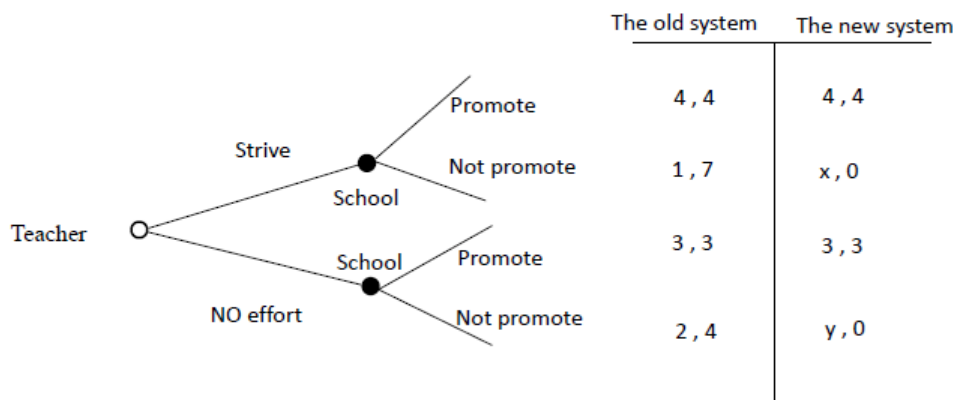 The old system The new system
Promote 4 , 4 4 , 4
Strive
Not promote 1 , 7 x , 0
School
Teacher
School Promote 3 , 3 3 , 3
NO effort Not promote 2 , 4 y , 0